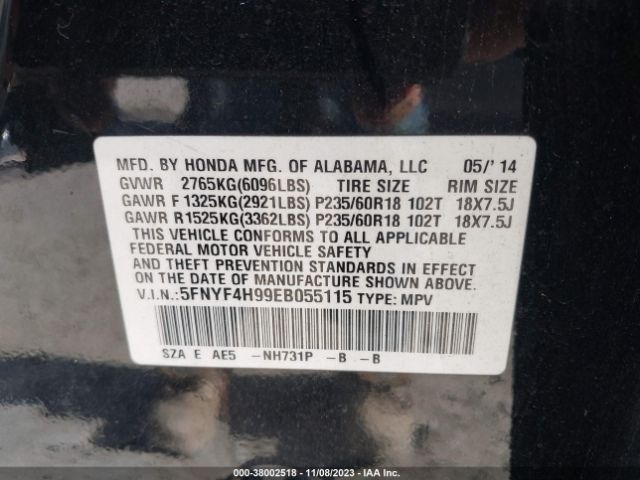 MFD. BY HONDA MFG. OF ALABAMA, LLC 05/' 14
GVWR 2765KG(6096LBS) TIRE SIZE RIM SIZE
GAWR F 1325KG(2921LBS) P235/60R18 102T 18X7.5J
GAWR R1525KG(3362LBS) P235/60R18 102T 18X7.5J
THIS VEHICLE CONFORMS TO ALL APPLICABLE
FEDERAL MOTOR VEHICLE SAFETY
AND THEFT PREVENTION STANDARDS IN EFFECT
ON THE DATE OF MANUFACTURE SHOWN ABOVE
V.I.N.:5FNYF4H99EB055115 TYPE: MPV
SZA E AE5 -NH731P -B -B
000-38002518 - 11/08/2023 - IAA Inc.